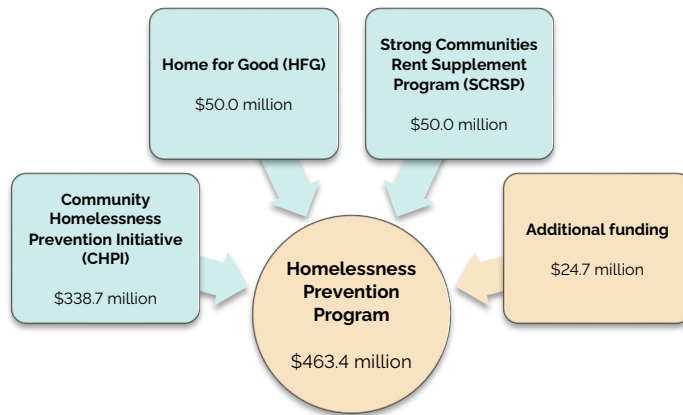 Home for Good (HFG)
$50.0 million
Strong Communities
Rent Supplement
Program (SCRSP)
$50.0 million
Community
Homelessness
Prevention Initiative
(CHPI)
$338.7 million
Additional funding
$24.7 million
Homelessness
Prevention
Program
$463.4 million